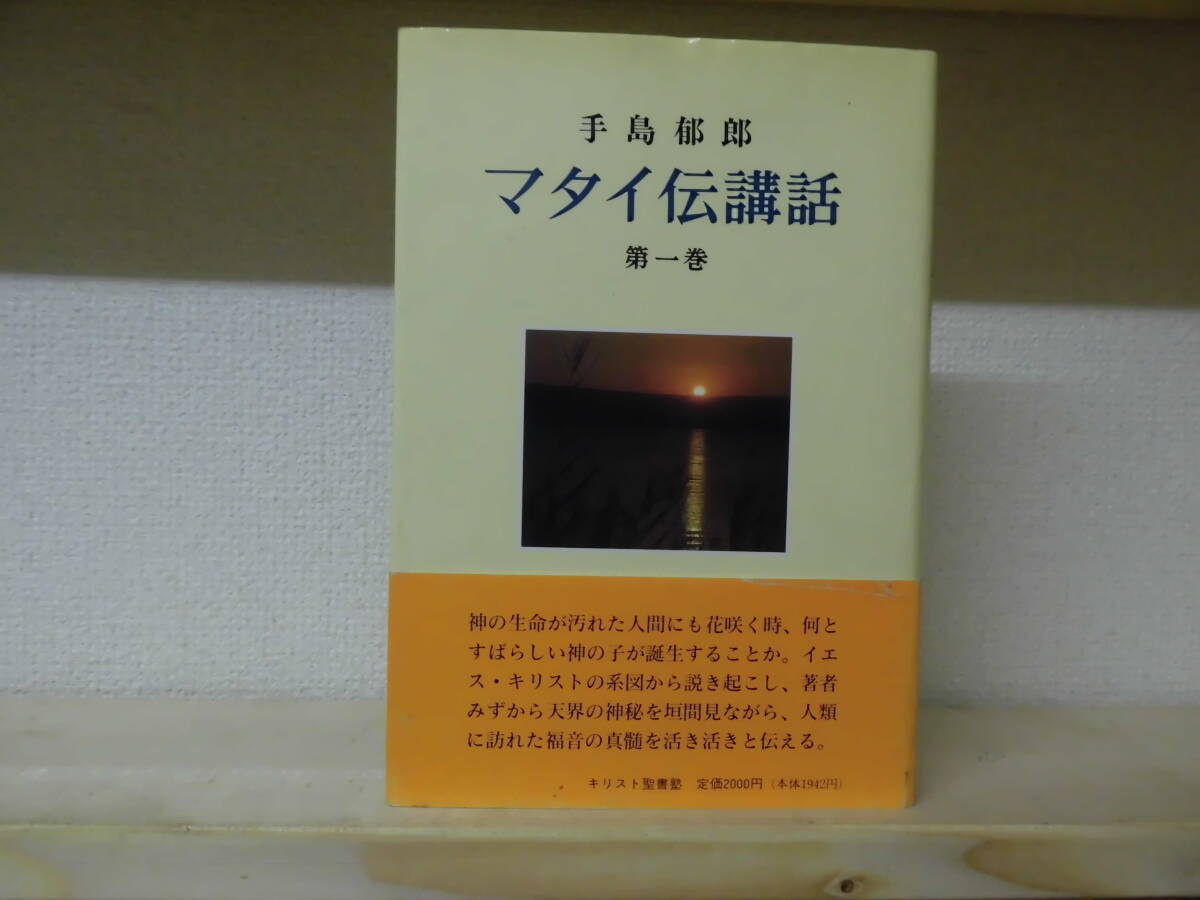 手島郁郎
マタイ伝講話
第一巻
神の生命が汚れた人間にも花咲く時、何と
すばらしい神の子が誕生することか。イエ
ス・キリストの系図から説き起こし、著者
みずから天界の神秘を垣間見ながら、人類
に訪れた福音の真髄を活き活きと伝える。
キリスト聖書塾 定価2000円（本体1942円）